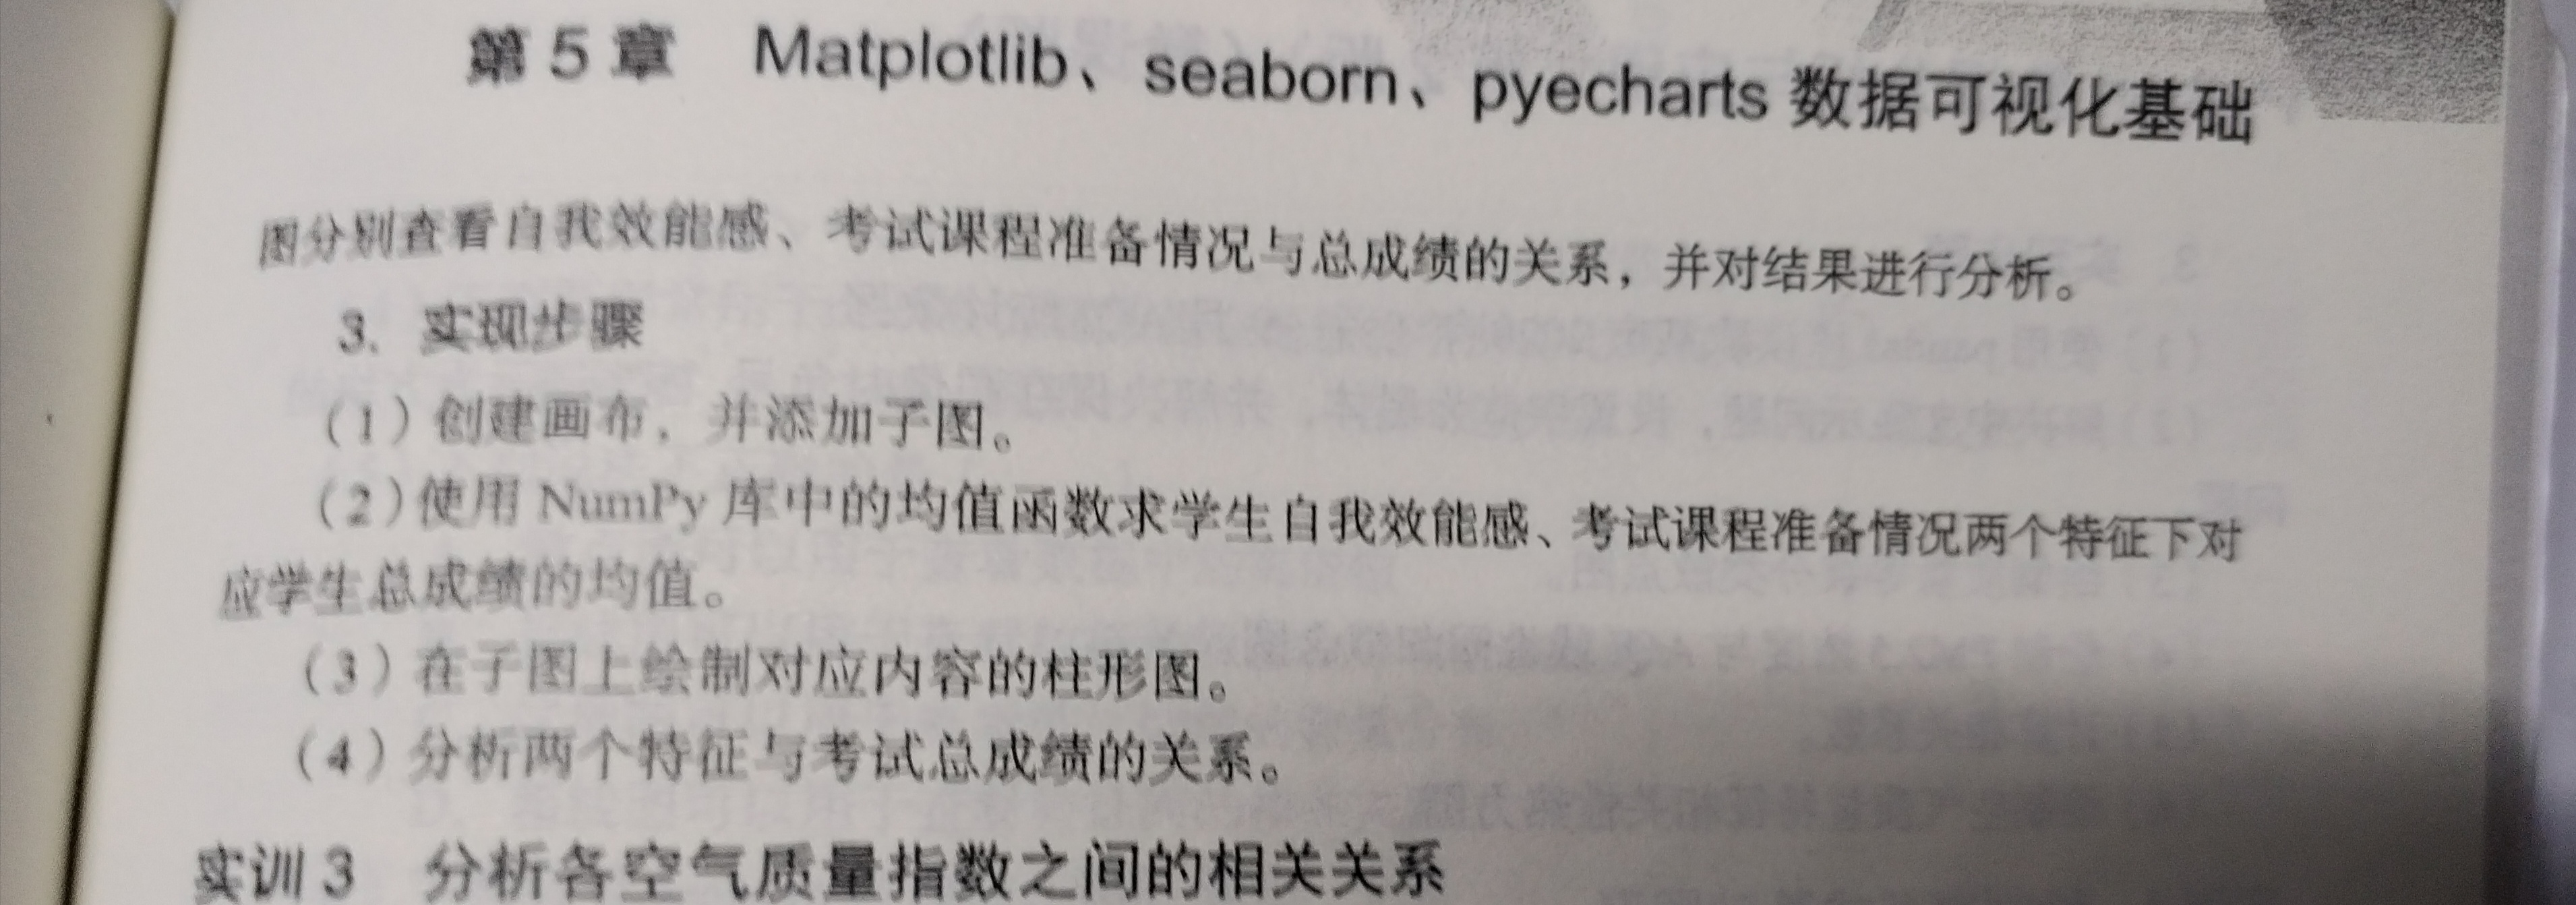 第 5 章 Matplotlib、seaborn、pyecharts 数据可视化基础
图分别查看自我效能感、考试课程准备情况与总成绩的关系，并对结果进行分析。
3. 实现步骤
（1）创建画布，并添加子图。
（2）使用 NumPy 库中的均值函数求学生自我效能感、考试课程准备情况两个特征下对
应学生总成绩的均值。
（3）在子图上绘制对应内容的柱形图。
（4）分析两个特征与考试总成绩的关系。
实训 3 分析各空气质量指数之间的相关关系